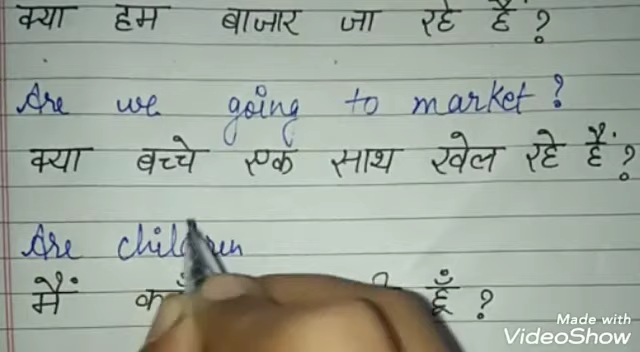 क्या हम बाजार जा रहे हैं?
Are we going to market?
क्या बच्चे एक साथ खेल रहे हैं?
Are children
मैं हूँ?
Made with
VideoShow